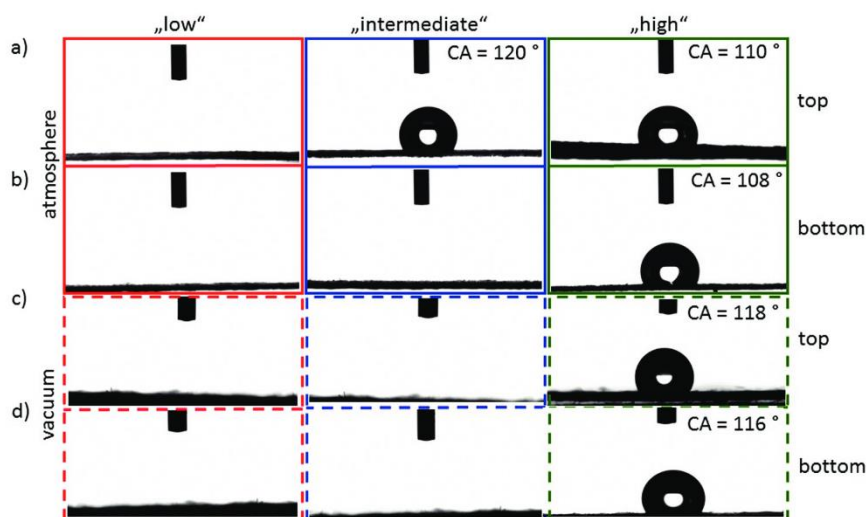 „low“ „intermediate“ „high“
a) CA = 120 ° CA = 110 ° top
atmosphere
b) CA = 108 ° bottom
c) CA = 118 ° top
vacuum
d) CA = 116 ° bottom